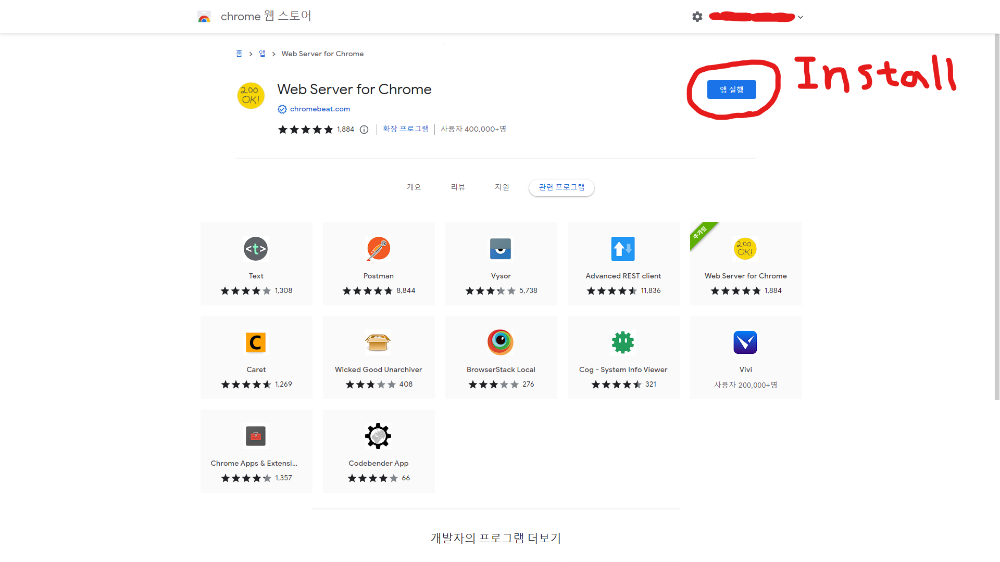 chrome 웹 스토어
홈 > 앱 > Web Server for Chrome
200 OK!
Web Server for Chrome
앱 실행
Install
chromebeat.com
1,884 확장 프로그램 사용자 400,000+명
개요 리뷰 지원 관련 프로그램
<t>
추가됨
200 OK!
Text Postman Vysor Advanced REST client Web Server for Chrome
1,308 8,844 5,738 11,836 1,884
C
Caret Wicked Good Unarchiver BrowserStack Local Cog - System Info Viewer Vivi
1,269 408 276 321 사용자 200,000+명
Chrome Apps & Extensi... Codebender App
1,357 66
개발자의 프로그램 더보기